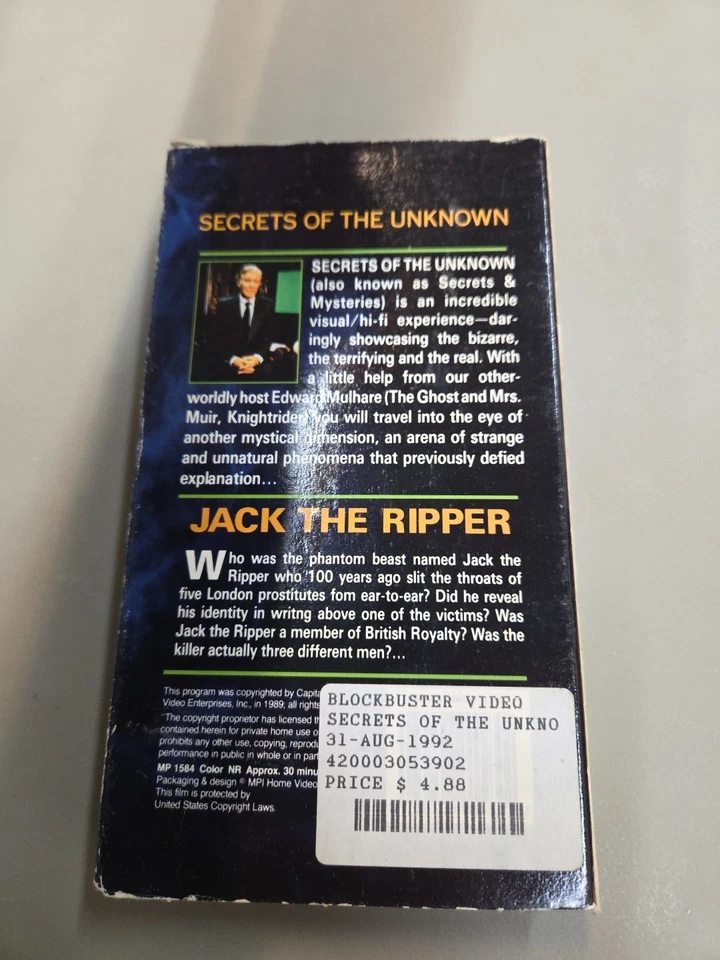 SECRETS OF THE UNKNOWN
SECRETS OF THE UNKNOWN
(also known as Secrets &
Mysteries) is an incredible
visual/hi-fi experience—dar-
ingly showcasing the bizarre,
the terrifying and the real. With
a little help from our other-
worldly host Edward Mulhare (The Ghost and Mrs.
Muir, Knightrider) you will travel into the eye of
another mystical dimension, an arena of strange
and unnatural phenomena that previously defied
explanation...
JACK THE RIPPER
Who was the phantom beast named Jack the
Ripper who 100 years ago slit the throats of
five London prostitutes fom ear-to-ear? Did he reveal
his identity in writng above one of the victims? Was
Jack the Ripper a member of British Royalty? Was the
killer actually three different men?...
This program was copyrighted by
Video Enterprises, Inc., in 1989; all rights
The copyright proprietor has licensed
contained herein for private home use
prohibits any other use, copying,
performance in public in whole or in
MP 1584 Color NR Approx. 30
Packaging & design ® MPI Home Video
This film is protected by
United States Copyright Laws.
BLOCKBUSTER VIDEO
SECRETS OF THE UNKNO
31-AUG-1992
420003053902
PRICE $ 4.88